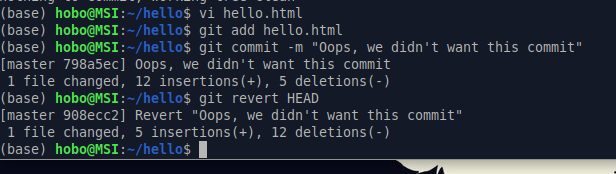 (base) hobo@MSI:~/hello$ vi hello.html
(base) hobo@MSI:~/hello$ git add hello.html
(base) hobo@MSI:~/hello$ git commit -m "Oops, we didn't want this commit"
[master 798a5ec] Oops, we didn't want this commit
 1 file changed, 12 insertions(+), 5 deletions(-)
(base) hobo@MSI:~/hello$ git revert HEAD
[master 908ecc2] Revert "Oops, we didn't want this commit"
 1 file changed, 5 insertions(+), 12 deletions(-)
(base) hobo@MSI:~/hello$